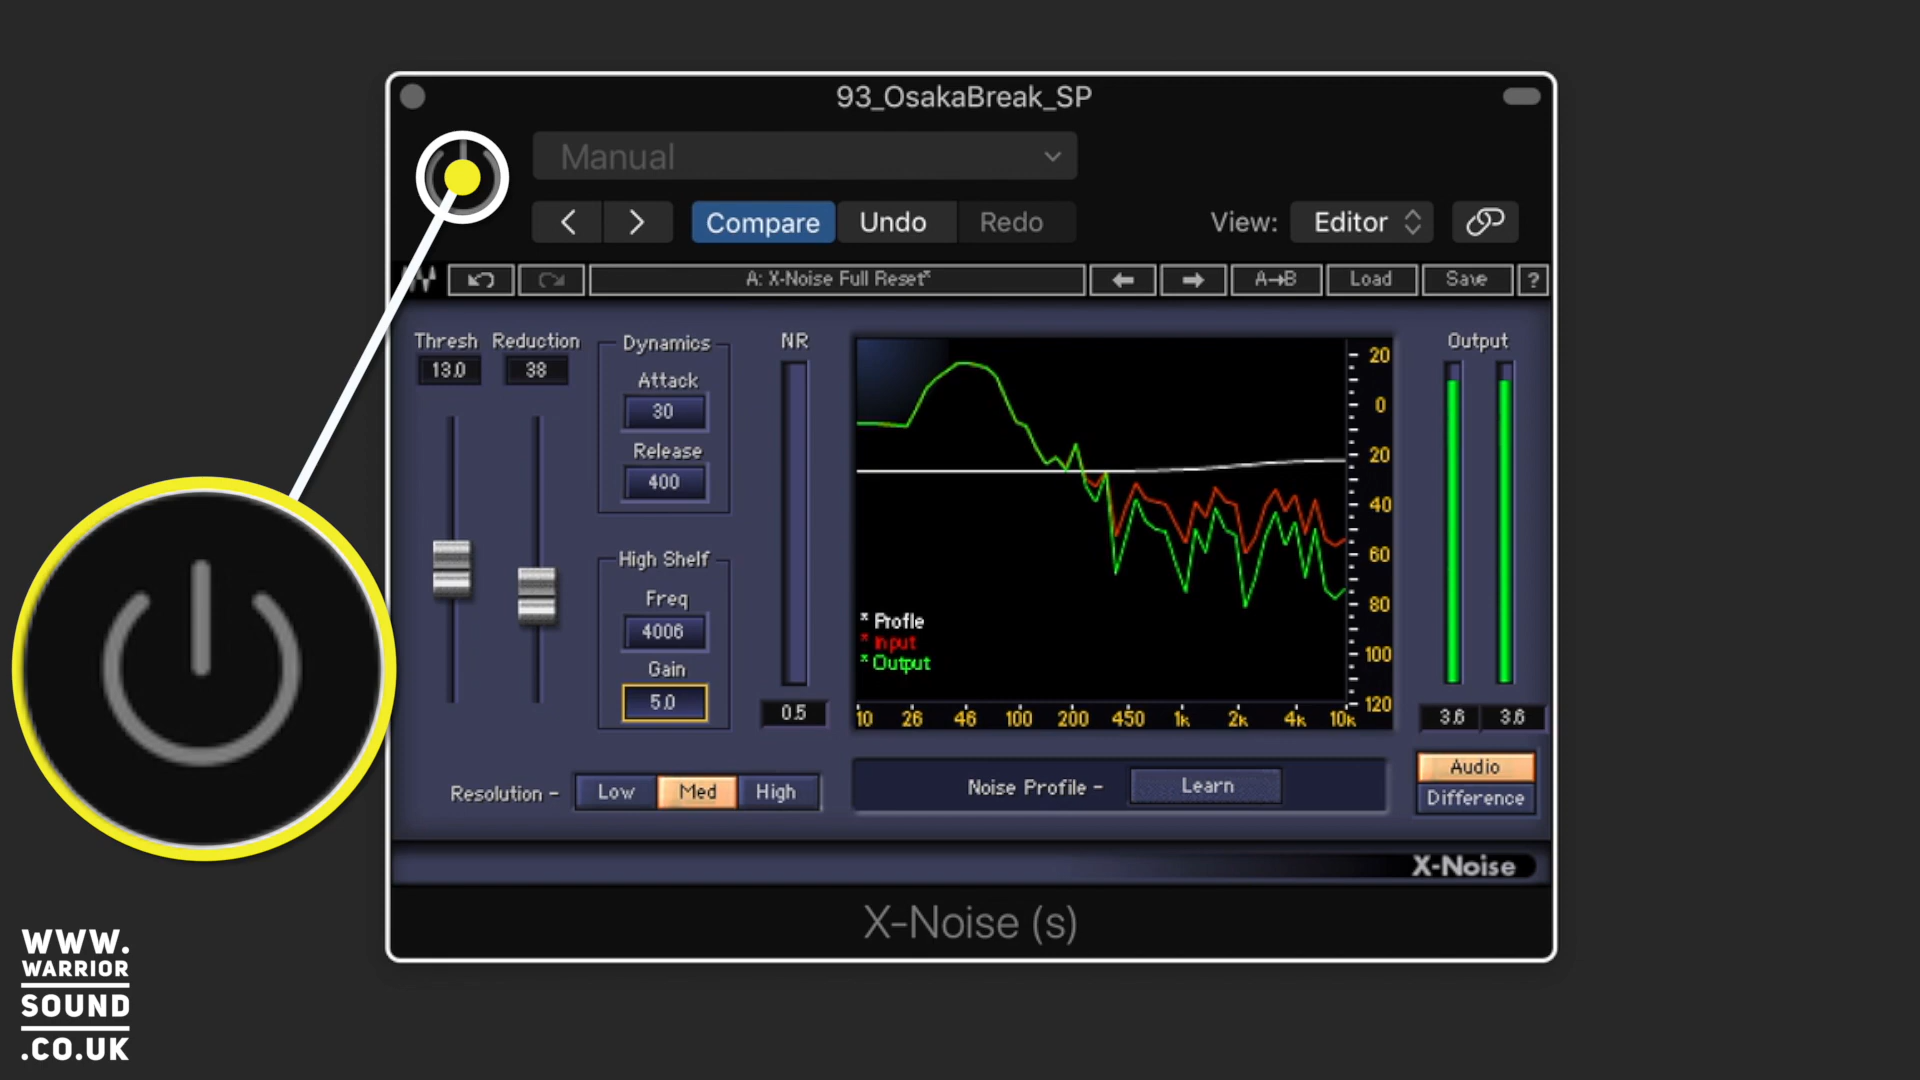 93_OsakaBreak_SP
Manual
Compare Undo Redo View: Editor
A: X-Noise Full Reset* A→B Load Save ?
Thresh Reduction Dynamics NR Output
13.0 38
Attack
30
Release
400
High Shelf
Freq
4006
Gain
5.0
0.5
20
0
20
40
60
80
100
120
* Profle
* Input
* Output
10 26 46 100 200 450 1k 2k 4k 10k
3.6 3.6
Resolution - Low Med High
Noise Profile - Learn
Audio
Difference
X-Noise
X-Noise (s)
WWW.
WARRIOR
SOUND
.CO.UK